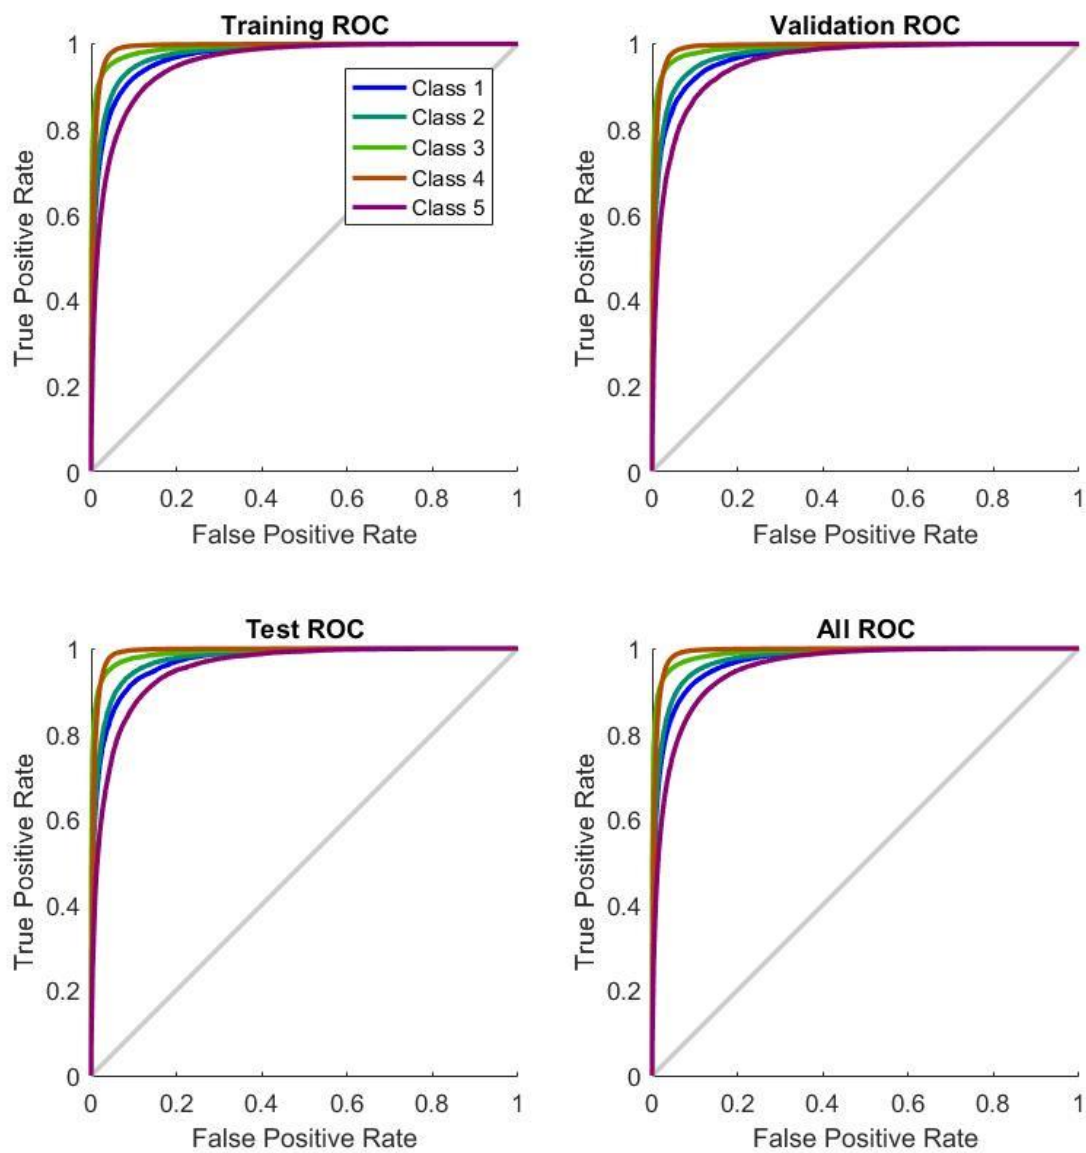 Training ROC
1
0.8
0.6
0.4
0.2
0
True Positive Rate
Class 1
Class 2
Class 3
Class 4
Class 5
0 0.2 0.4 0.6 0.8 1
False Positive Rate
Validation ROC
1
0.8
0.6
0.4
0.2
0
True Positive Rate
0 0.2 0.4 0.6 0.8 1
False Positive Rate
Test ROC
1
0.8
0.6
0.4
0.2
0
True Positive Rate
0 0.2 0.4 0.6 0.8 1
False Positive Rate
All ROC
1
0.8
0.6
0.4
0.2
0
True Positive Rate
0 0.2 0.4 0.6 0.8 1
False Positive Rate